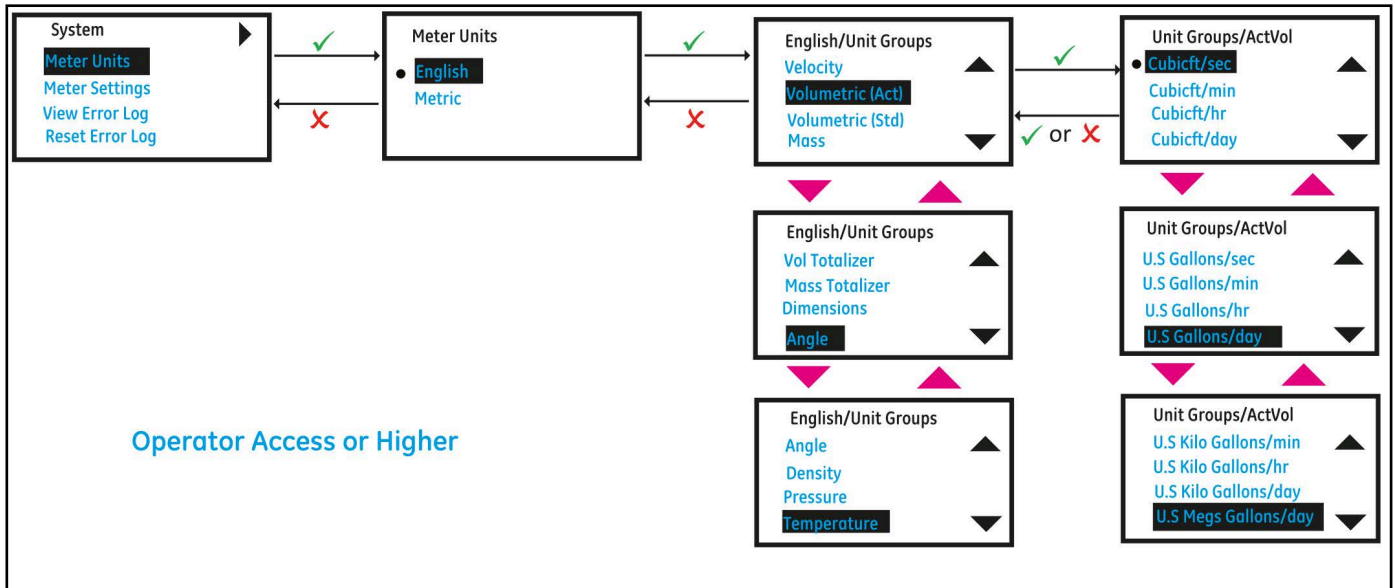 System
Meter Units
Meter Settings
View Error Log
Reset Error Log
Meter Units
English
Metric
English/Unit Groups
Velocity
Volumetric (Act)
Volumetric (Std)
Mass
✓ or ✗
Unit Groups/ActVol
Cubicft/sec
Cubicft/min
Cubicft/hr
Cubicft/day
English/Unit Groups
Vol Totalizer
Mass Totalizer
Dimensions
Angle
Unit Groups/ActVol
U.S Gallons/sec
U.S Gallons/min
U.S Gallons/hr
U.S Gallons/day
English/Unit Groups
Angle
Density
Pressure
Temperature
Unit Groups/ActVol
U.S Kilo Gallons/min
U.S Kilo Gallons/hr
U.S Kilo Gallons/day
U.S Megs Gallons/day
Operator Access or Higher